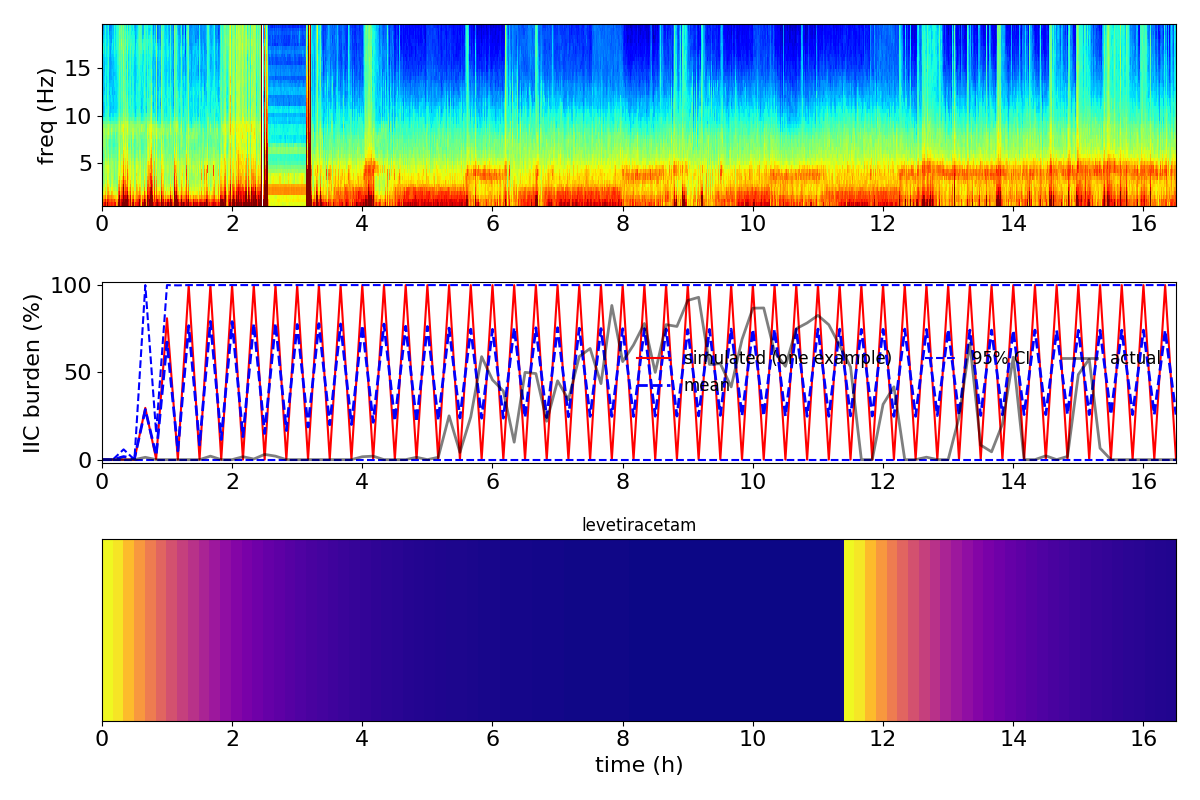 freq (Hz)
15
10
5
0 2 4 6 8 10 12 14 16
IIC burden (%)
100
50
0
simulated (one example) 95% CI actual
mean
0 2 4 6 8 10 12 14 16
levetiracetam
0 2 4 6 8 10 12 14 16
time (h)